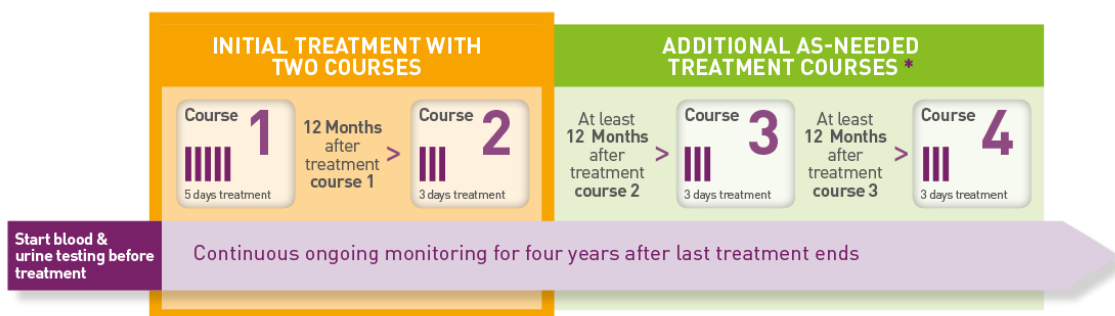 INITIAL TREATMENT WITH
TWO COURSES
ADDITIONAL AS-NEEDED
TREATMENT COURSES *
Course 1
5 days treatment
12 Months
after
treatment
course 1
>
Course 2
3 days treatment
At least
12 Months
after
treatment
course 2
>
Course 3
3 days treatment
At least
12 Months
after
treatment
course 3
>
Course 4
3 days treatment
Start blood &
urine testing before
treatment
Continuous ongoing monitoring for four years after last treatment ends